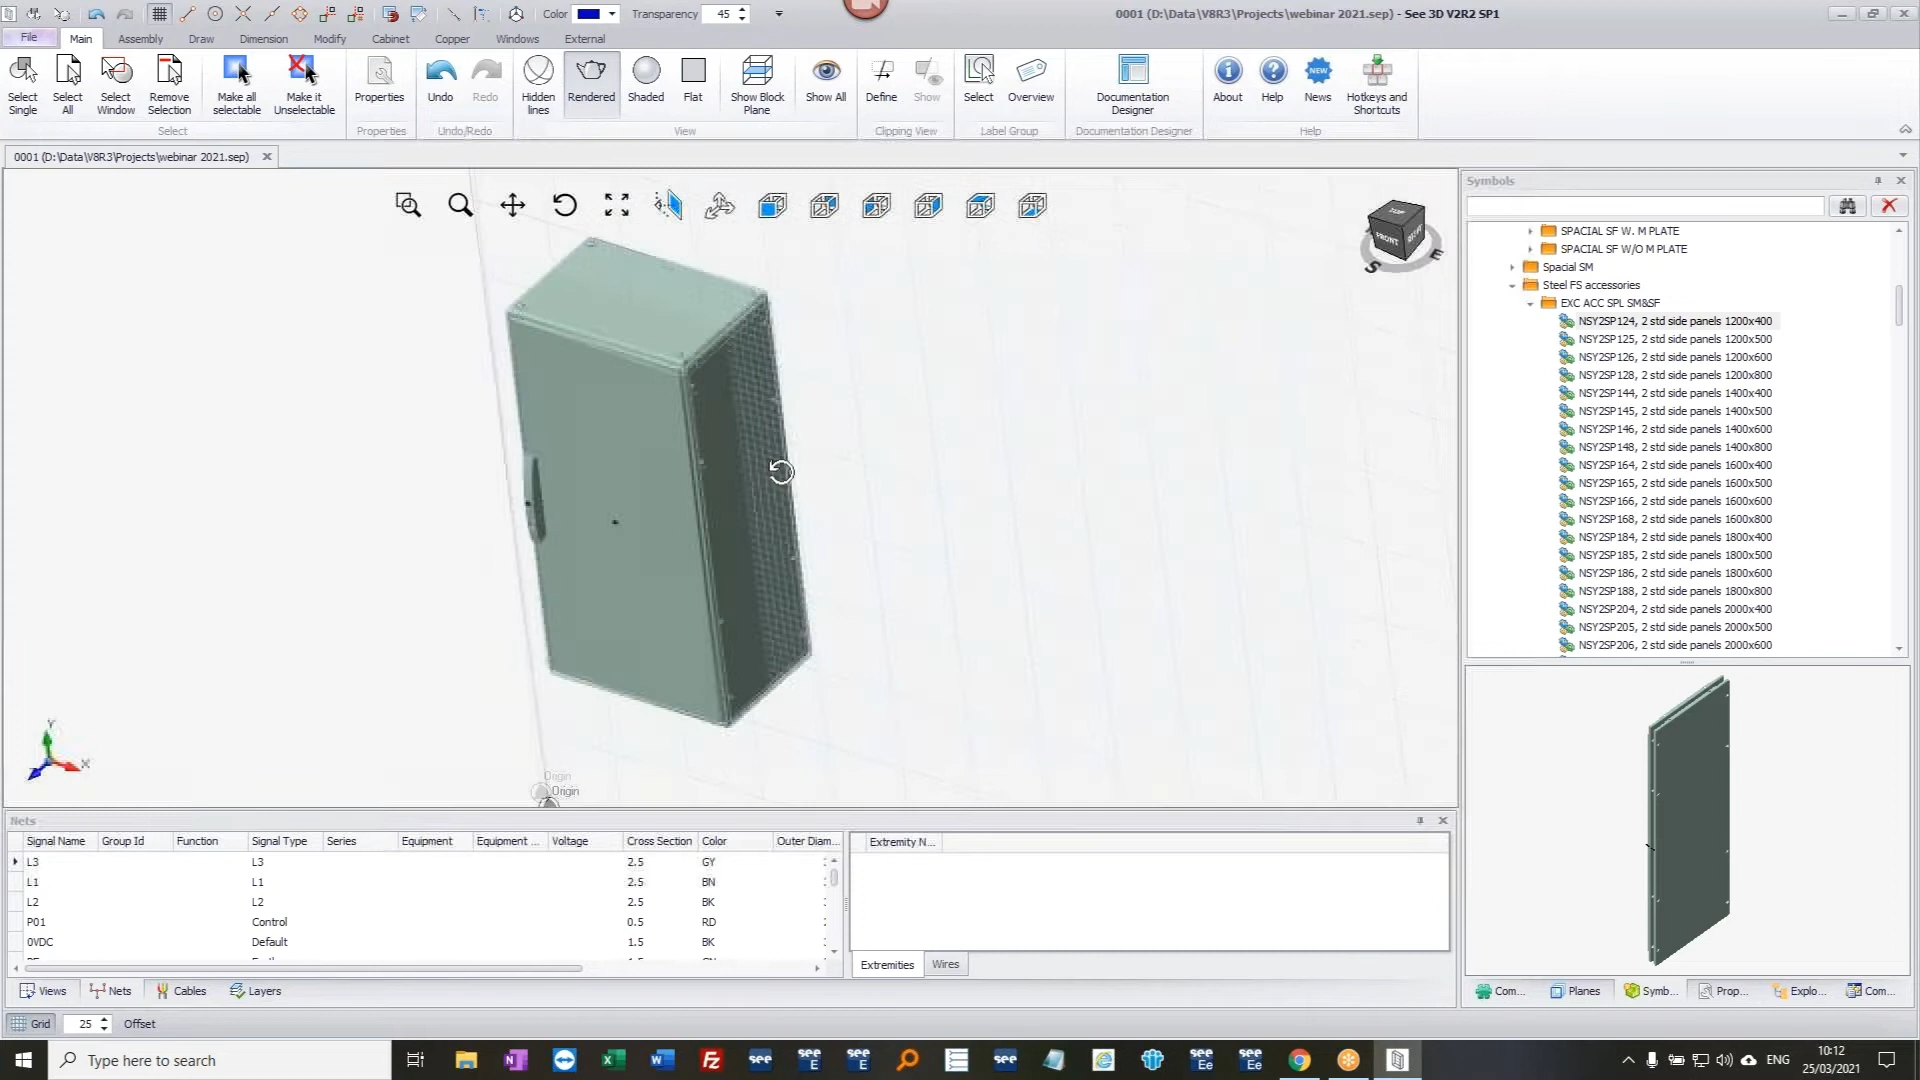 Color
Transparency
45
0001 (D:\Data\V8R3\Projects\webinar 2021.sep) - See 3D V2R2 SP1
File
Main
Assembly
Draw
Dimension
Modify
Cabinet
Copper
Windows
External
Select Single
Select All
Select Window
Remove Selection
Make all selectable
Make it Unselectable
Select
Properties
Properties
Undo
Redo
Undo/Redo
Hidden lines
Rendered
Shaded
Flat
Show Block Plane
Show All
View
Define
Show
Clipping View
Select
Overview
Label Group
Documentation Designer
Documentation Designer
About
Help
NEW
News
Hotkeys and Shortcuts
Help
0001 (D:\Data\V8R3\Projects\webinar 2021.sep)
TOP
FRONT
RIGHT
S
E
Symbols
SPACIAL SF W. M PLATE
SPACIAL SF W/O M PLATE
Spacial SM
Steel FS accessories
EXC ACC SPL SM&SF
NSY2SP124, 2 std side panels 1200x400
NSY2SP125, 2 std side panels 1200x500
NSY2SP126, 2 std side panels 1200x600
NSY2SP128, 2 std side panels 1200x800
NSY2SP144, 2 std side panels 1400x400
NSY2SP145, 2 std side panels 1400x500
NSY2SP146, 2 std side panels 1400x600
NSY2SP148, 2 std side panels 1400x800
NSY2SP164, 2 std side panels 1600x400
NSY2SP165, 2 std side panels 1600x500
NSY2SP166, 2 std side panels 1600x600
NSY2SP168, 2 std side panels 1600x800
NSY2SP184, 2 std side panels 1800x400
NSY2SP185, 2 std side panels 1800x500
NSY2SP186, 2 std side panels 1800x600
NSY2SP188, 2 std side panels 1800x800
NSY2SP204, 2 std side panels 2000x400
NSY2SP205, 2 std side panels 2000x500
NSY2SP206, 2 std side panels 2000x600
Y
X
Origin
Origin
Nets
Signal Name Group Id Function Signal Type Series Equipment Equipment ... Voltage Cross Section Color Outer Diam...
L3 L3 2.5 GY
L1 L1 2.5 BN
L2 L2 2.5 BK
P01 Control 0.5 RD
0VDC Default 1.5 BK
Extremity N...
Extremities
Wires
Views
Nets
Cables
Layers
Com...
Planes
Symb...
Prop...
Explo...
Com...
Grid
25
Offset
Type here to search
see
see E
see E
see
see Ee
see Ee
ENG
10:12
25/03/2021